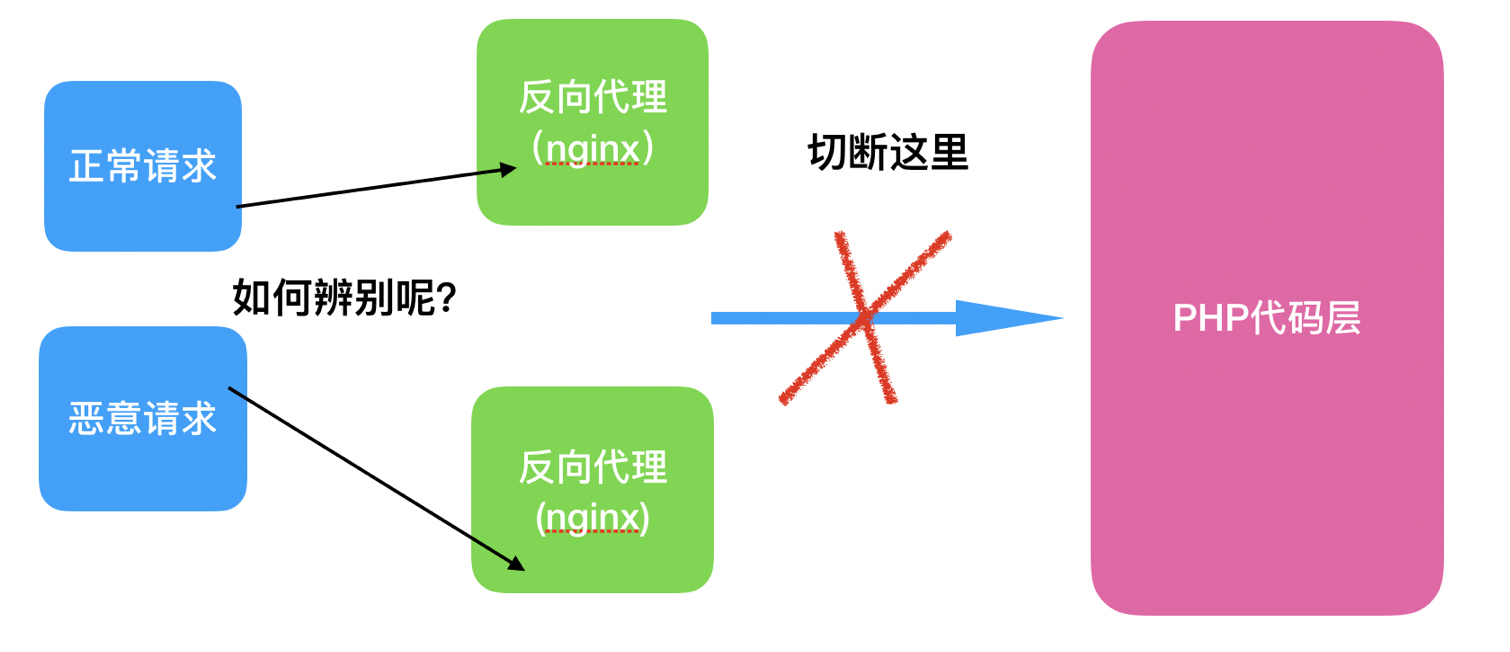 正常请求
反向代理
（nginx）
切断这里
如何辨别呢?
PHP代码层
恶意请求
反向代理
(nginx)